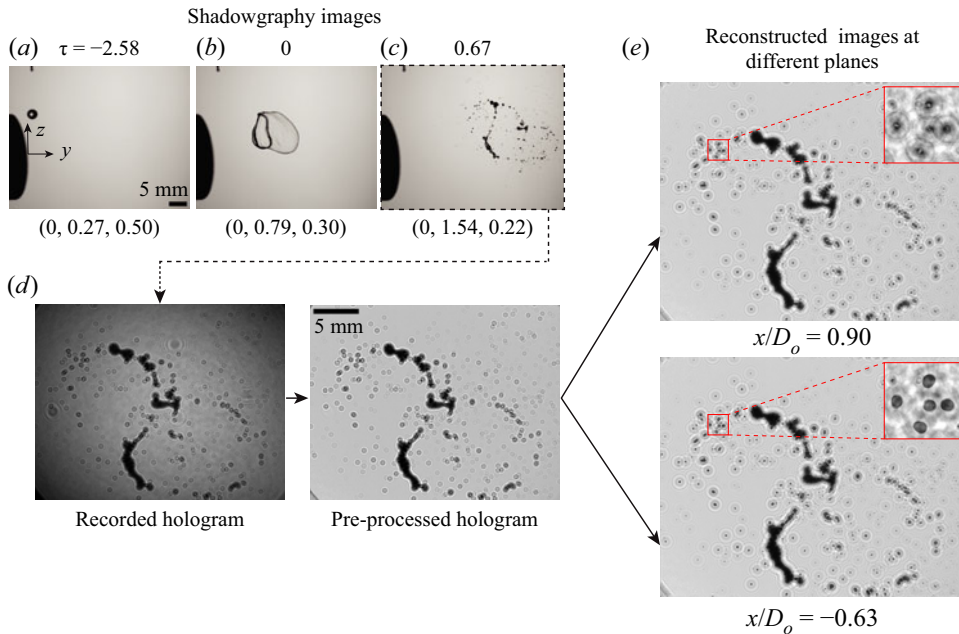 Shadowgraphy images
(a) τ = −2.58 (b) 0 (c) 0.67
z
y
5 mm
(0, 0.27, 0.50) (0, 0.79, 0.30) (0, 1.54, 0.22)
(d)
5 mm
Recorded hologram Pre-processed hologram
(e) Reconstructed images at
different planes
x/Dₒ = 0.90
x/Dₒ = −0.63